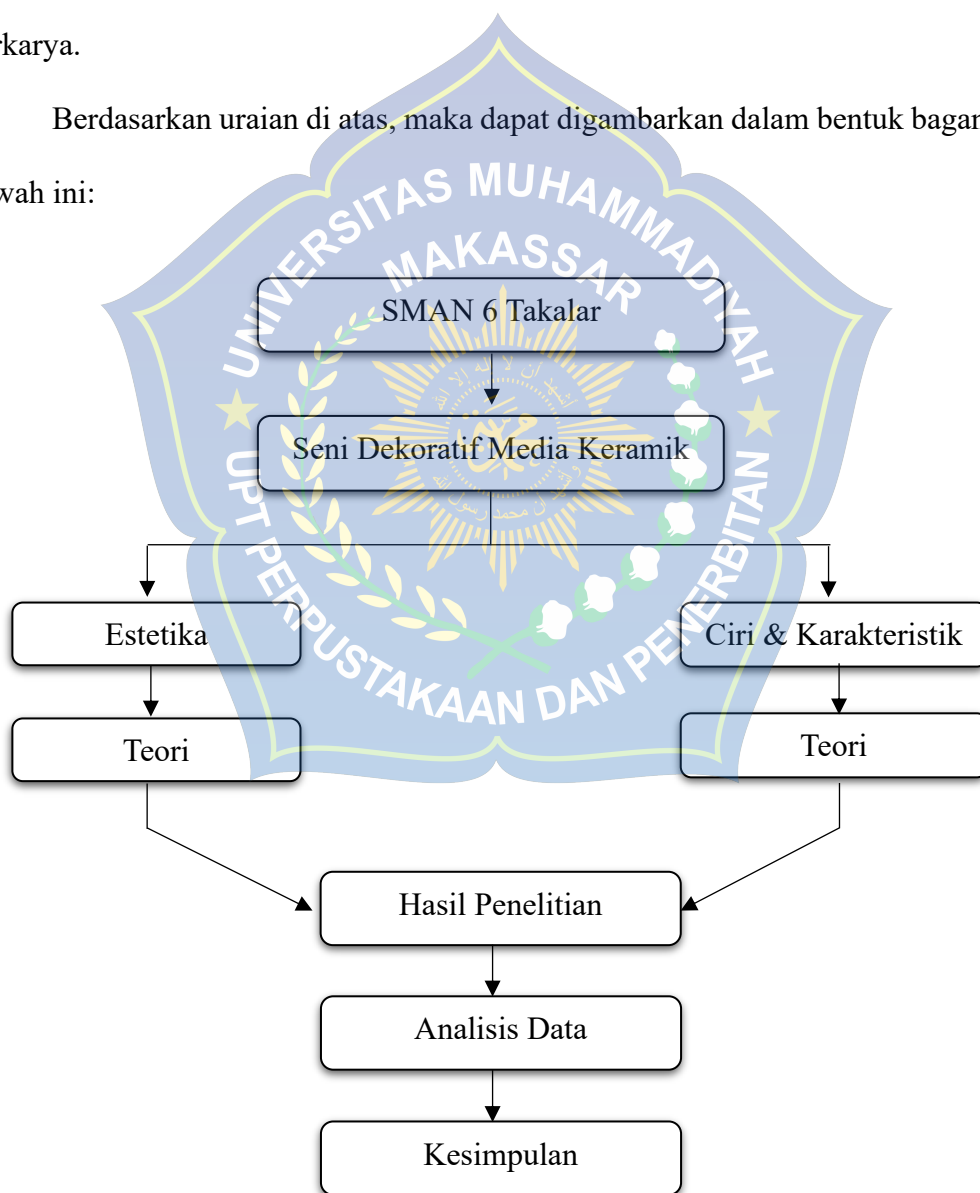 rkarya.
Berdasarkan uraian di atas, maka dapat digambarkan dalam bentuk bagan
wah ini:
UNIVERSITAS MUHAMMADIYAH
MAKASSAR
SMAN 6 Takalar
Seni Dekoratif Media Keramik
Estetika
Ciri & Karakteristik
Teori
Teori
UPT PERPUSTAKAAN DAN PENERBITAN
Hasil Penelitian
Analisis Data
Kesimpulan